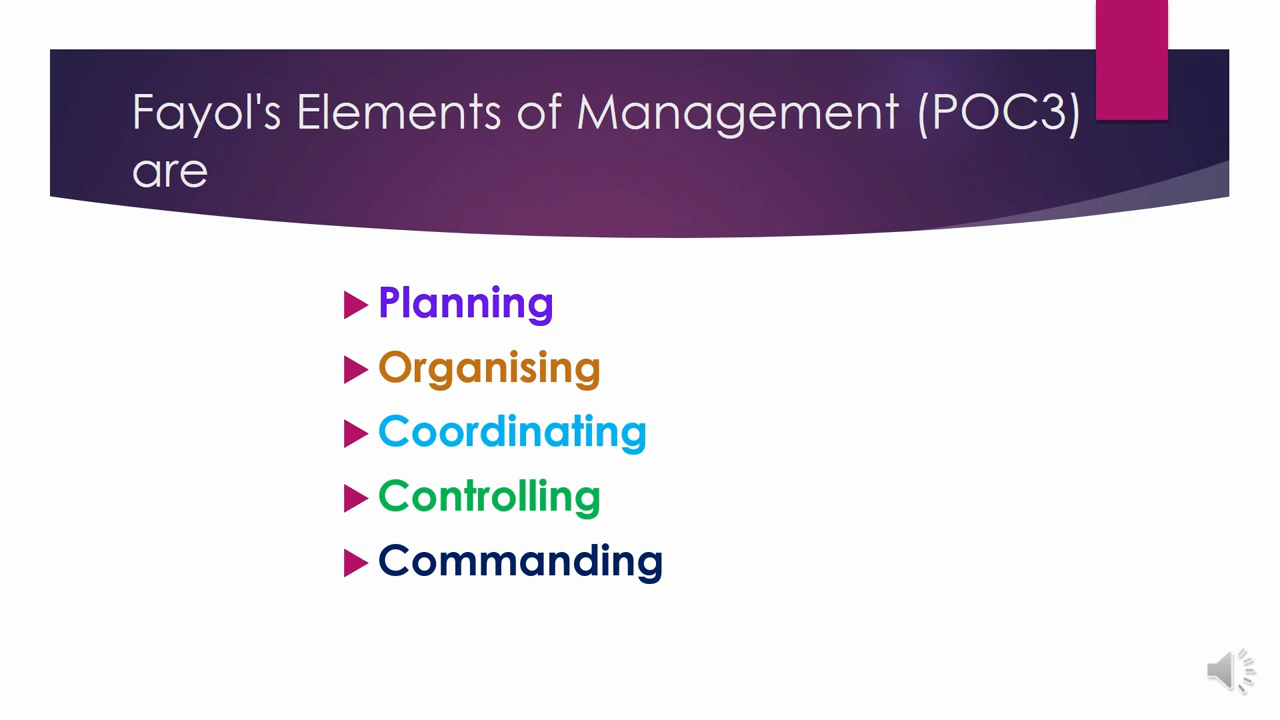 Fayol's Elements of Management (POC3)
are
Planning
Organising
Coordinating
Controlling
Commanding